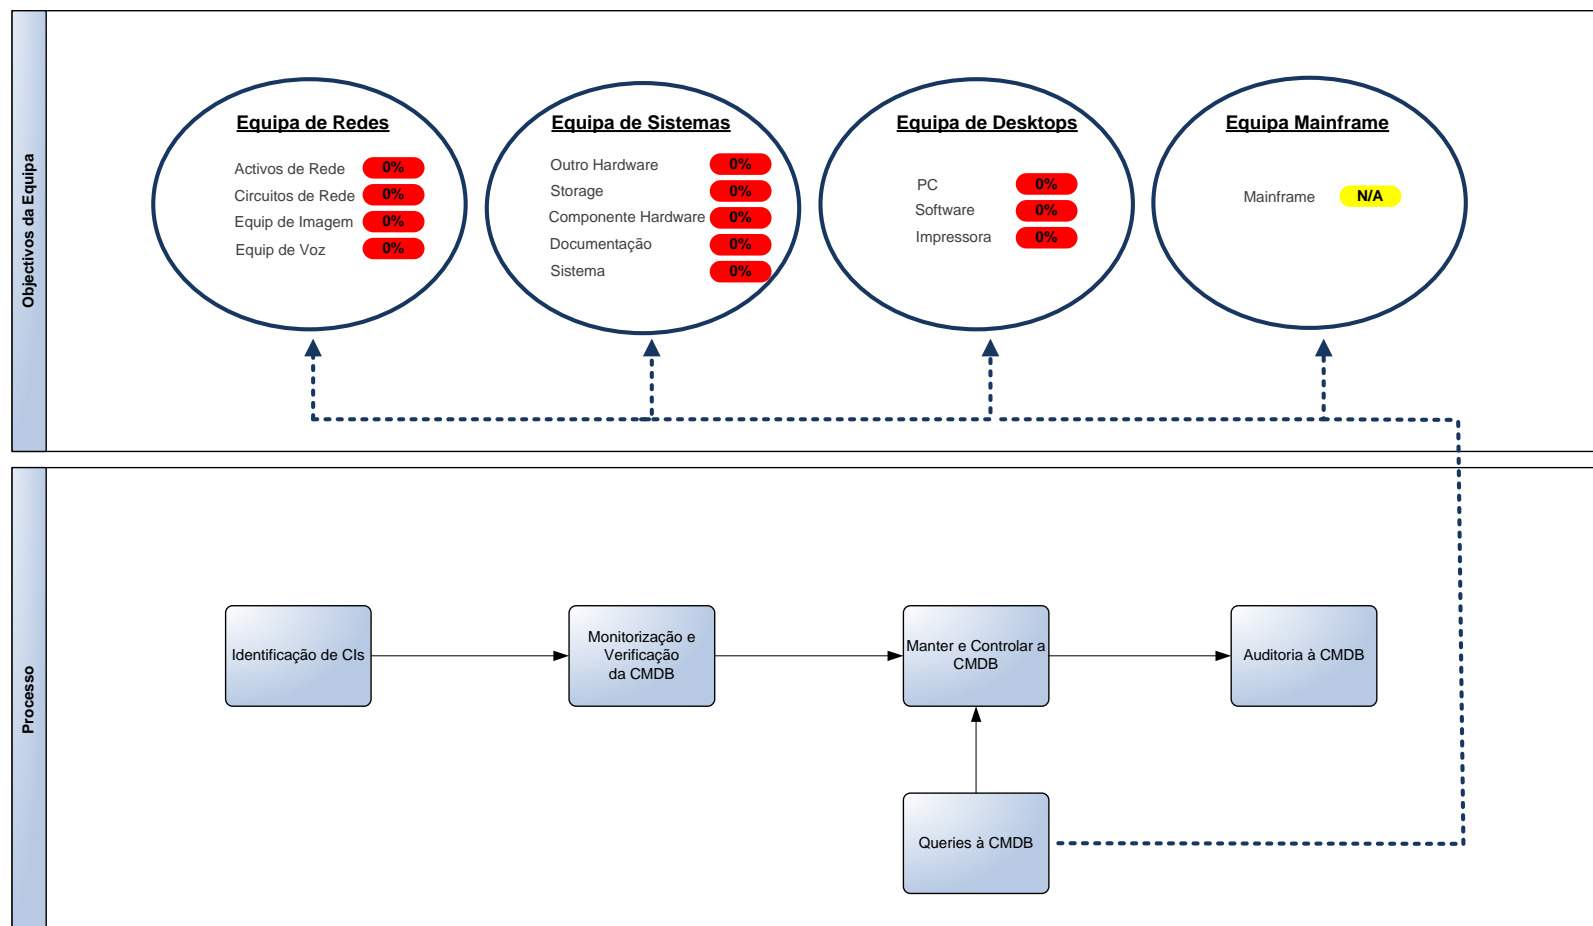 Objectivos da Equipa
Equipa de Redes
Activos de Rede 0%
Circuitos de Rede 0%
Equip de Imagem 0%
Equip de Voz 0%
Equipa de Sistemas
Outro Hardware 0%
Storage 0%
Componente Hardware 0%
Documentação 0%
Sistema 0%
Equipa de Desktops
PC 0%
Software 0%
Impressora 0%
Equipa Mainframe
Mainframe N/A
Processo
Identificação de CIs
Monitorização e
Verificação
da CMDB
Manter e Controlar a
CMDB
Auditoria à CMDB
Queries à CMDB